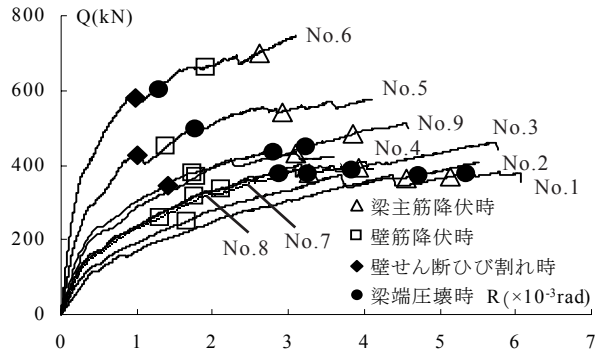 Q(kN)
800
600
400
200
0
No.6
No.5
No.9
No.3
No.4
No.2
No.1
No.8
No.7
△梁主筋降伏時
□壁筋降伏時
◆壁せん断ひび割れ時
●梁端圧壊時 R(×10⁻³rad)
0 1 2 3 4 5 6 7